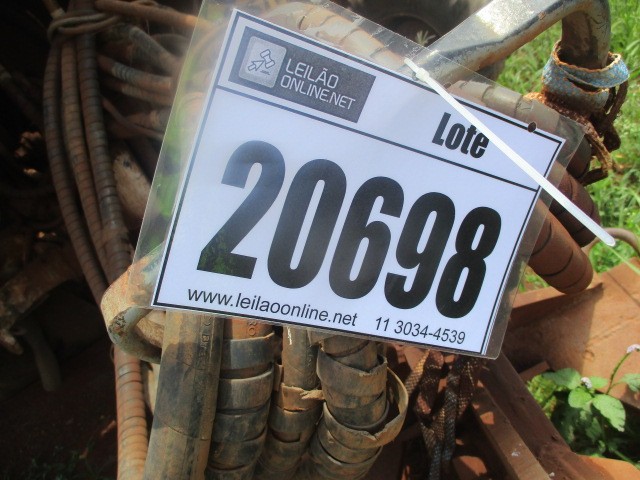 LEILÃO
ONLINE.NET
Lote
20698
www.leilaoonline.net 11 3034-4539